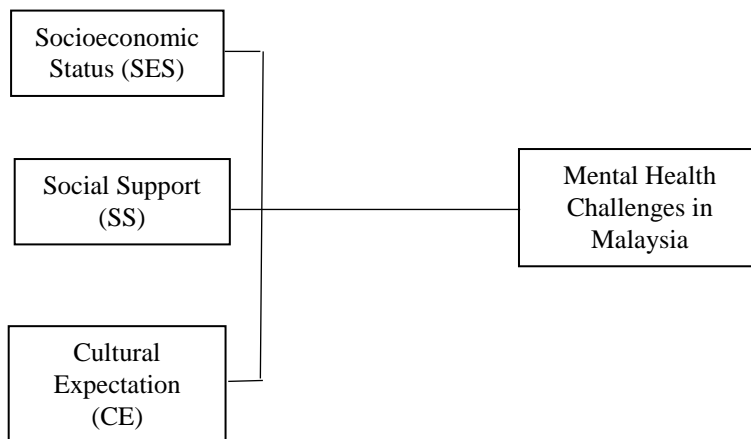 Socioeconomic
Status (SES)
Social Support
(SS)
Cultural
Expectation
(CE)
Mental Health
Challenges in
Malaysia